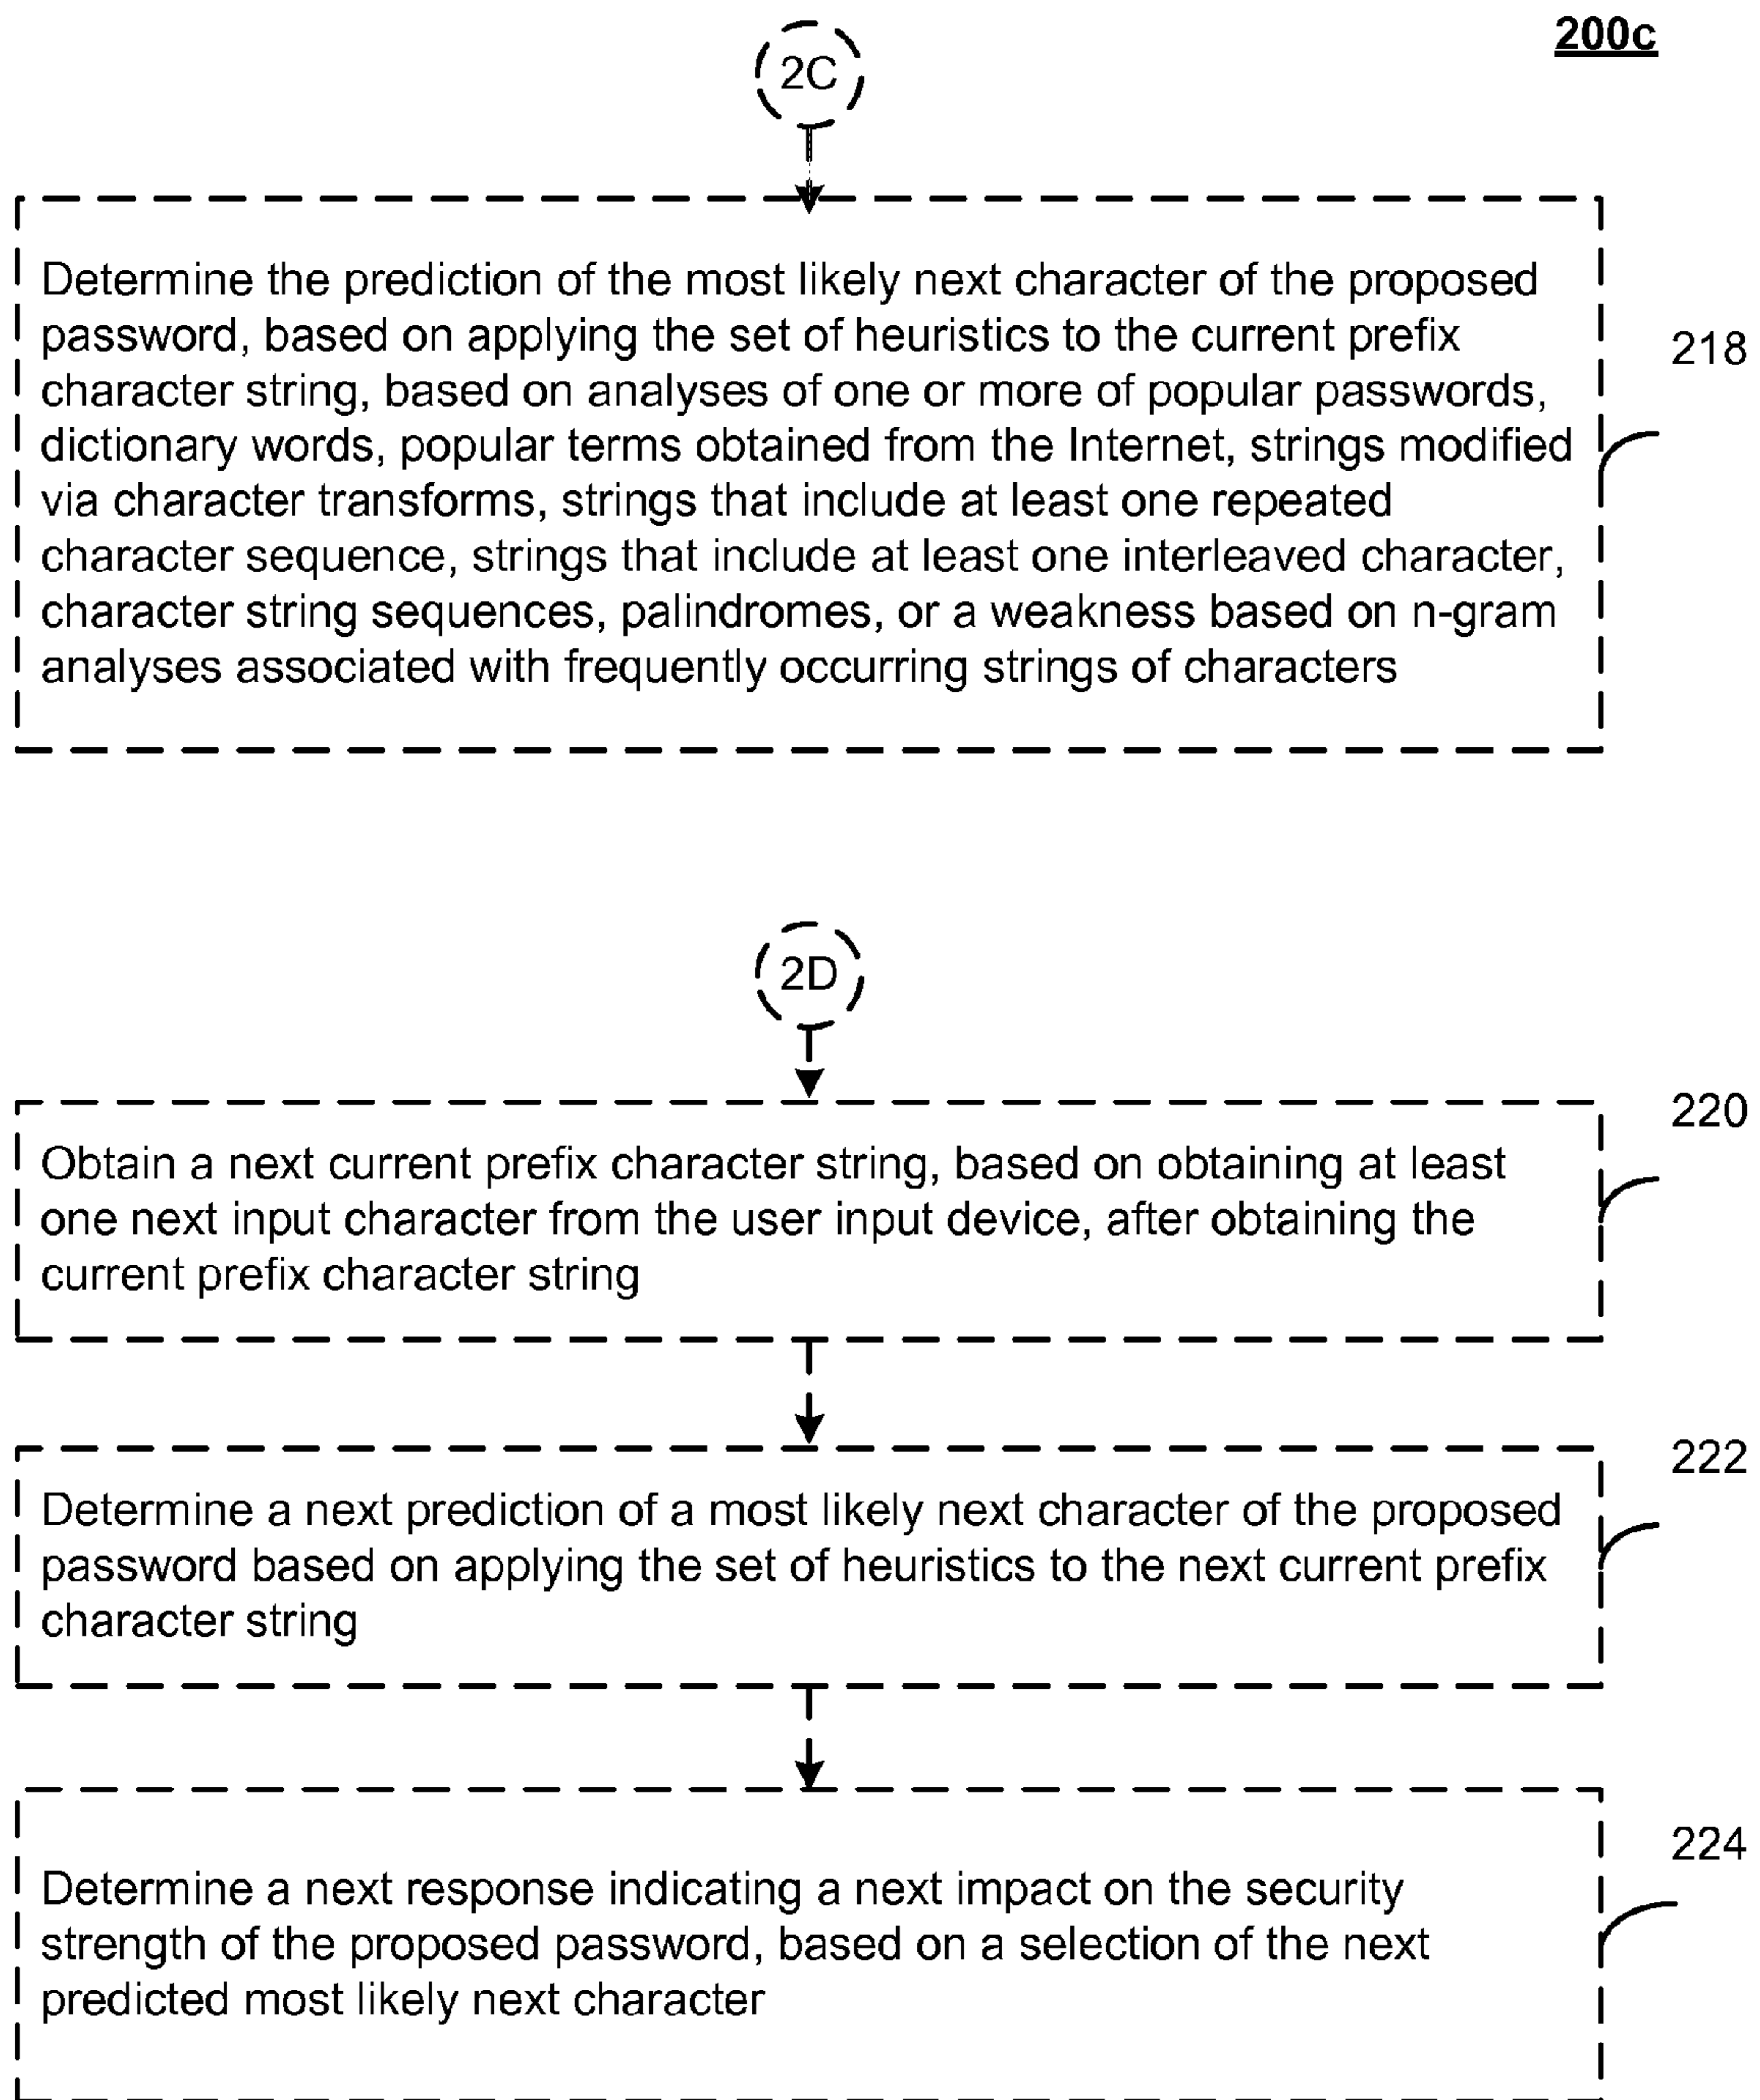 200c
2C
Determine the prediction of the most likely next character of the proposed
password, based on applying the set of heuristics to the current prefix
character string, based on analyses of one or more of popular passwords,
dictionary words, popular terms obtained from the Internet, strings modified
via character transforms, strings that include at least one repeated
character sequence, strings that include at least one interleaved character,
character string sequences, palindromes, or a weakness based on n-gram
analyses associated with frequently occurring strings of characters
218
2D
220
Obtain a next current prefix character string, based on obtaining at least
one next input character from the user input device, after obtaining the
current prefix character string
222
Determine a next prediction of a most likely next character of the proposed
password based on applying the set of heuristics to the next current prefix
character string
224
Determine a next response indicating a next impact on the security
strength of the proposed password, based on a selection of the next
predicted most likely next character